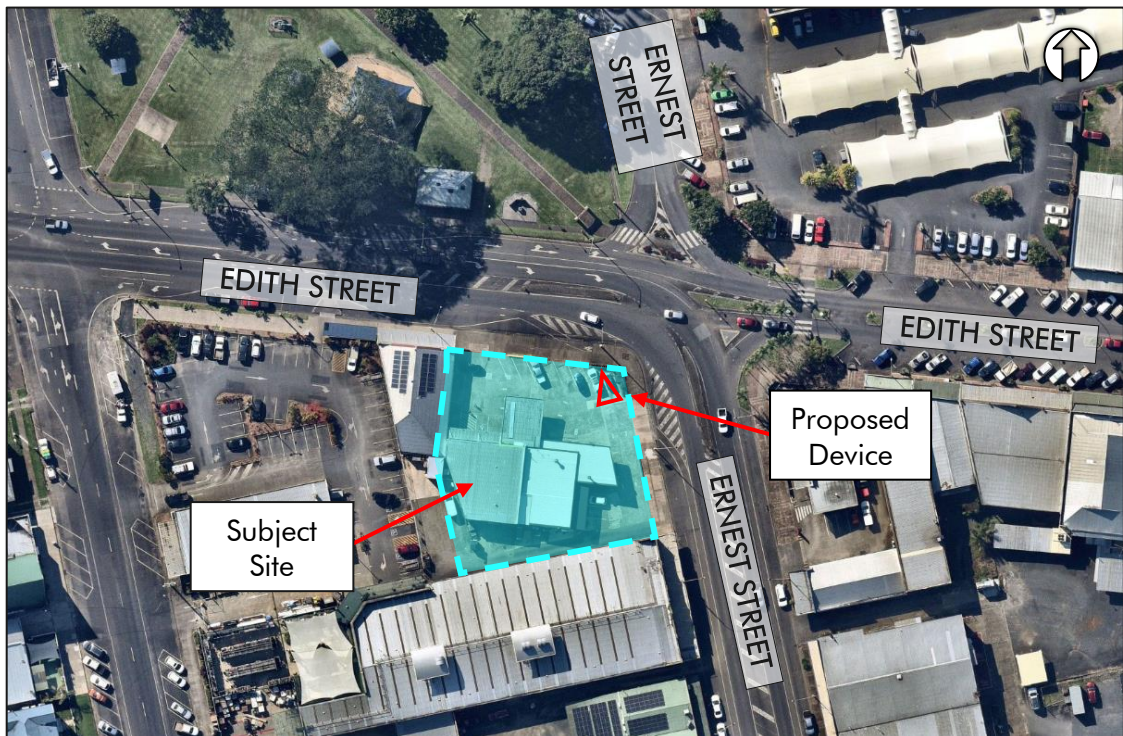 ERNEST
STREET
EDITH STREET
EDITH STREET
Proposed
Device
Subject
Site
ERNEST STREET